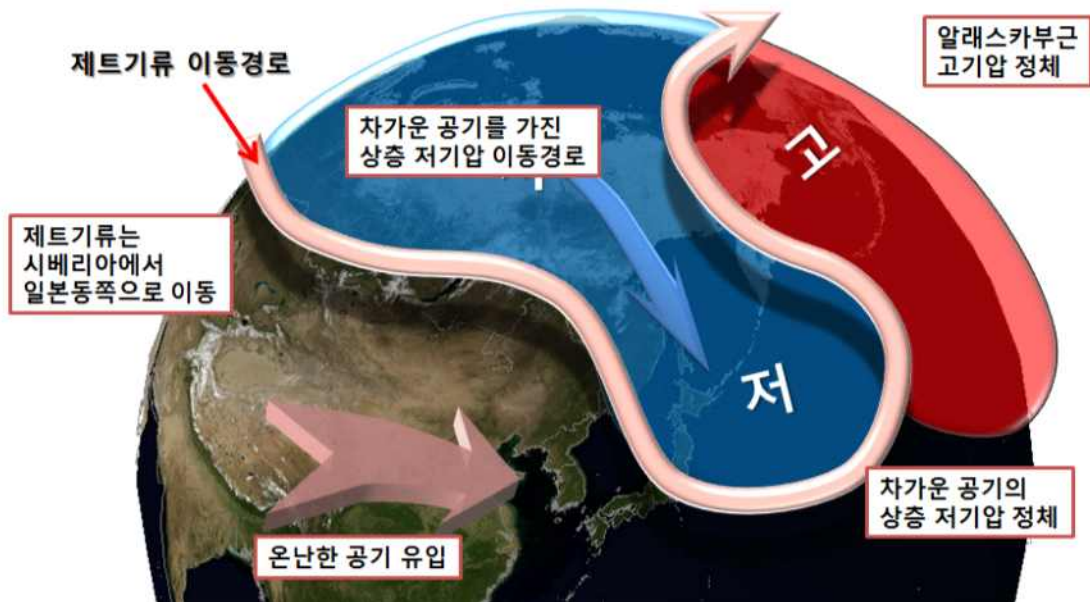 제트기류 이동경로
알래스카부근
고기압 정체
차가운 공기를 가진
상층 저기압 이동경로
고
제트기류는
시베리아에서
일본동쪽으로 이동
저
차가운 공기의
상층 저기압 정체
온난한 공기 유입